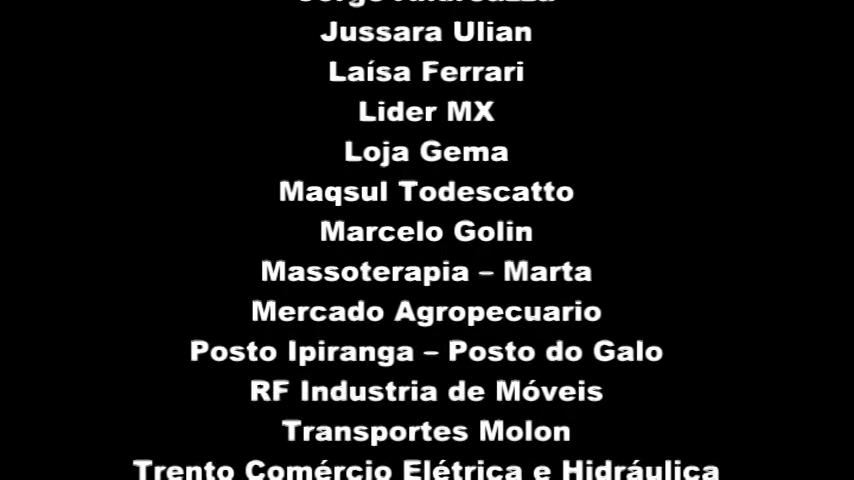 Jussara Ulian
Laísa Ferrari
Lider MX
Loja Gema
Maqsul Todescatto
Marcelo Golin
Massoterapia – Marta
Mercado Agropecuario
Posto Ipiranga – Posto do Galo
RF Industria de Móveis
Transportes Molon
Trento Comércio Elétrica e Hidráulica